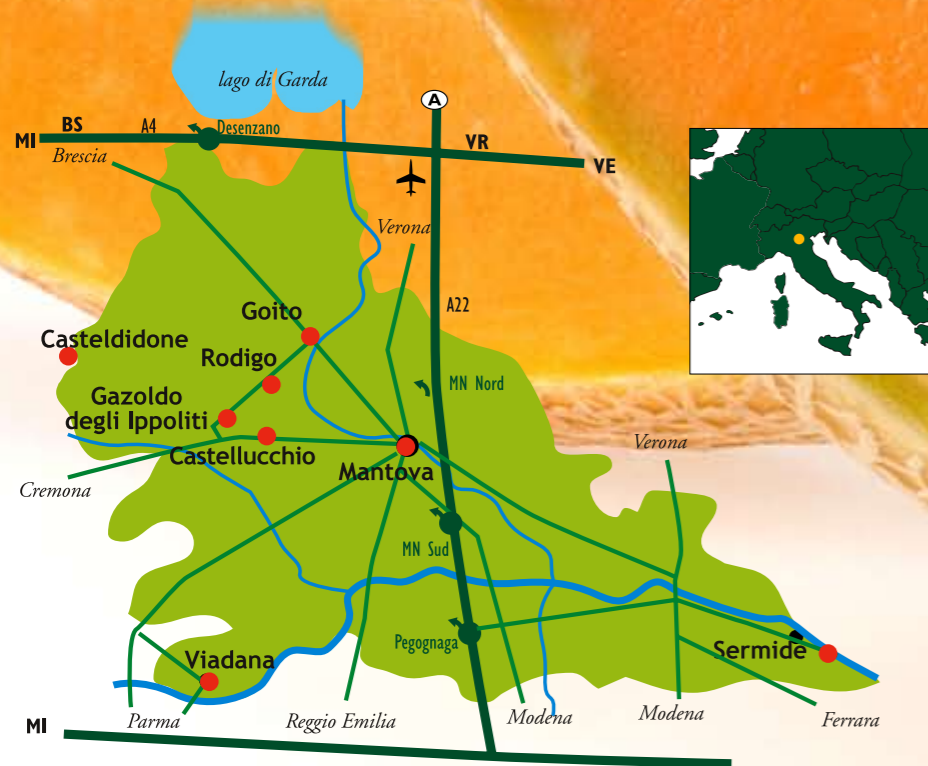 lago di Garda
A
BS
A4
Desenzano
MI
VR
VE
Brescia
Verona
A22
Goito
Casteldidone
Rodigo
MN Nord
Gazoldo
degli Ippoliti
Castellucchio
Verona
Mantova
Cremona
MN Sud
Pegognaga
Sermide
Viadana
MI
Parma
Reggio Emilia
Modena
Modena
Ferrara